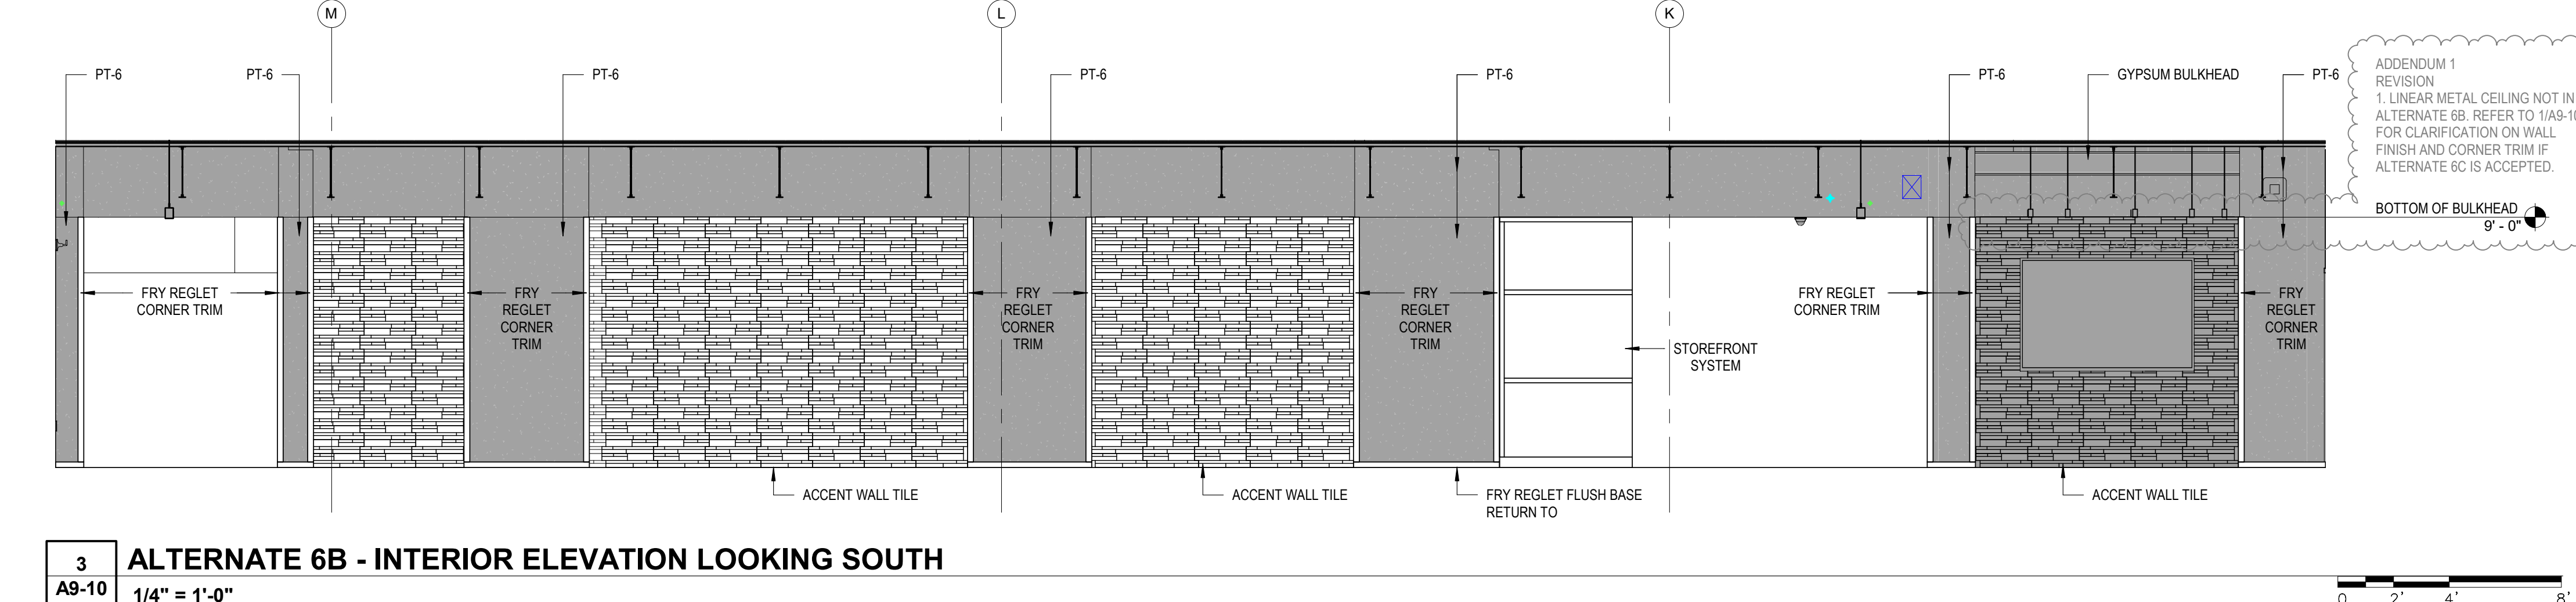 M
L
K
PT-6
PT-6
PT-6
PT-6
PT-6
PT-6
GYPSUM BULKHEAD
PT-6
ADDENDUM 1
REVISION
1. LINEAR METAL CEILING NOT IN
ALTERNATE 6B. REFER TO 1/A9-10
FOR CLARIFICATION ON WALL
FINISH AND CORNER TRIM IF
ALTERNATE 6C IS ACCEPTED.
BOTTOM OF BULKHEAD
9' - 0"
FRY REGLET
CORNER TRIM
FRY
REGLET
CORNER
TRIM
FRY
REGLET
CORNER
TRIM
FRY
REGLET
CORNER
TRIM
STOREFRONT
SYSTEM
FRY REGLET
CORNER TRIM
FRY
REGLET
CORNER
TRIM
ACCENT WALL TILE
ACCENT WALL TILE
FRY REGLET FLUSH BASE
RETURN TO
ACCENT WALL TILE
3
A9-10
ALTERNATE 6B - INTERIOR ELEVATION LOOKING SOUTH
1/4" = 1'-0"
0 2' 4' 8'